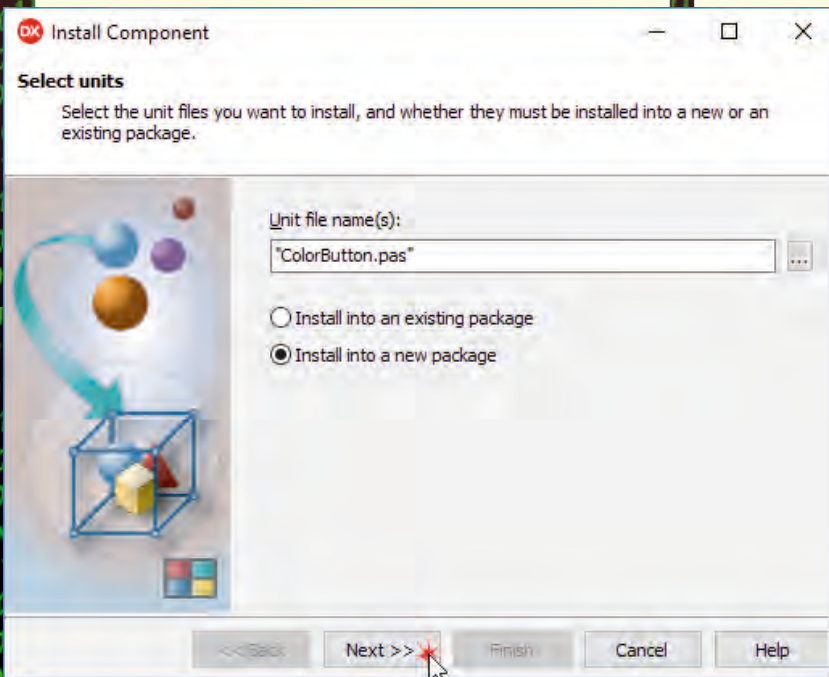 DX Install Component
Select units
Select the unit files you want to install, and whether they must be installed into a new or an
existing package.
Unit file name(s):
"ColorButton.pas"
...
Install into an existing package
Install into a new package
<< Back Next >> Finish Cancel Help